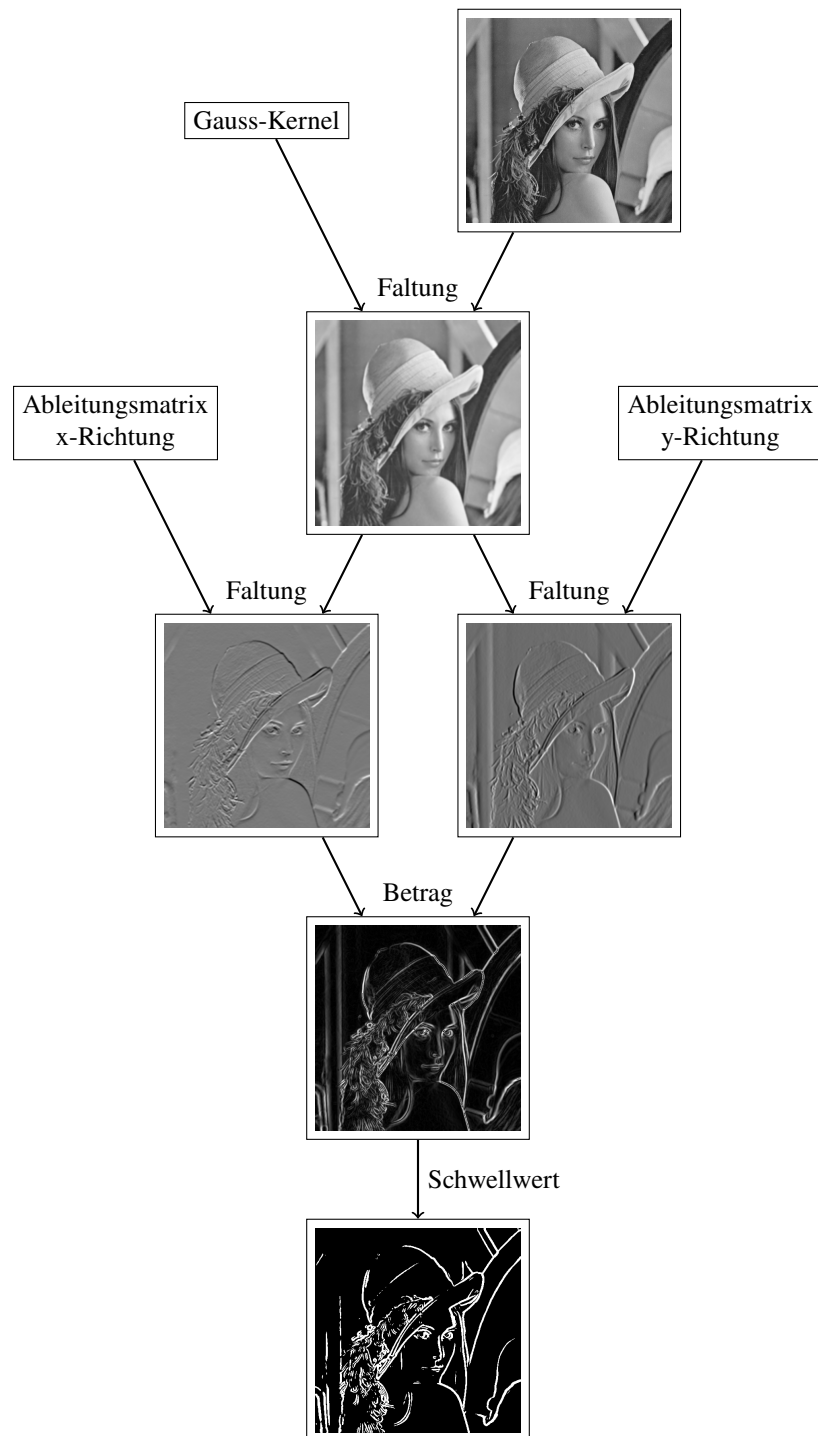 Gauss-Kernel
Faltung
Ableitungsmatrix
x-Richtung
Ableitungsmatrix
y-Richtung
Faltung
Faltung
Betrag
Schwellwert